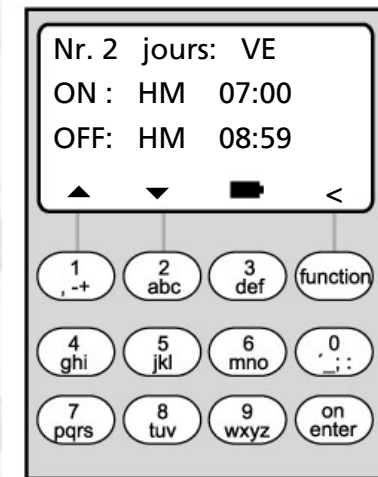 Nr. 2 jours: VE
ON : HM 07:00
OFF: HM 08:59
<
1 2 3 function
, -+ abc def
4 5 6 0
ghi jkl mno ´_; :
7 8 9 on
pqrs tuv wxyz enter